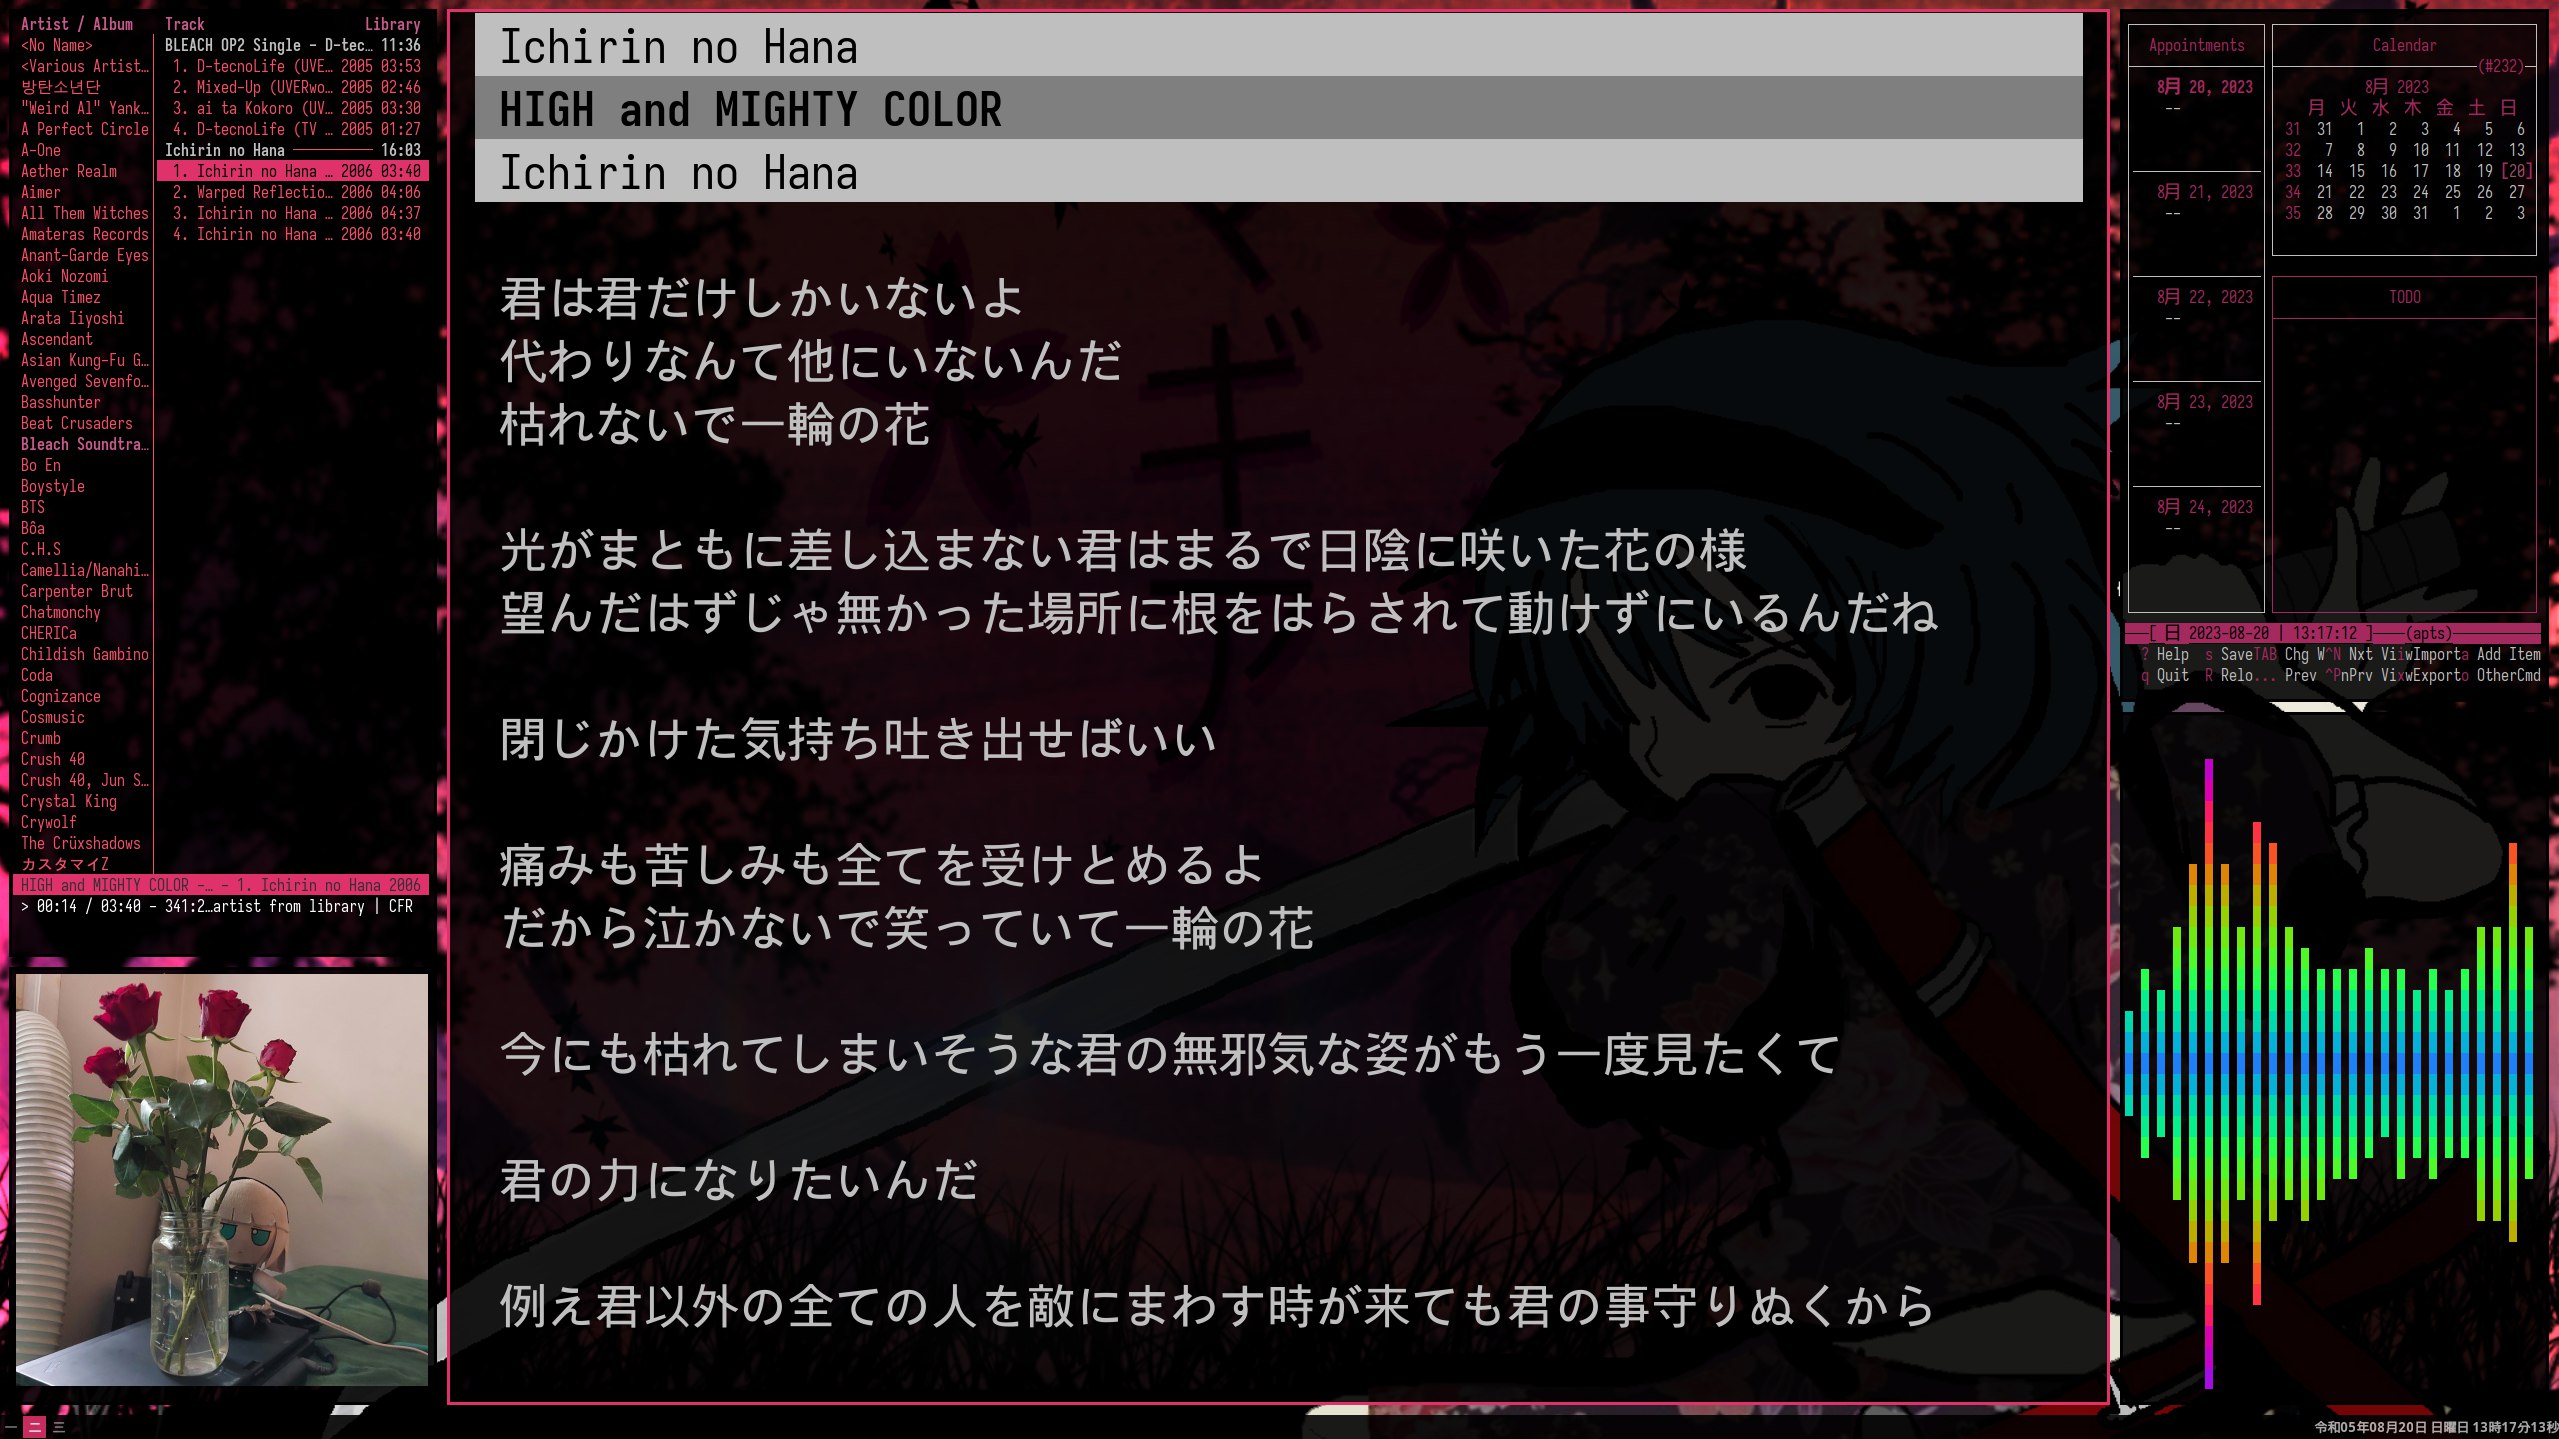 Artist / Album
<No Name>
<Various Artist…
방탄소년단
"Weird Al" Yank…
A Perfect Circle
A-One
Aether Realm
Aimer
All Them Witches
Amateras Records
Anant-Garde Eyes
Aoki Nozomi
Aqua Timez
Arata Iiyoshi
Ascendant
Asian Kung-Fu G…
Avenged Sevenfo…
Basshunter
Beat Crusaders
Bleach Soundtra…
Bo En
Boystyle
BTS
Bôa
C.H.S
Camellia/Nanahi…
Carpenter Brut
Chatmonchy
CHERICa
Childish Gambino
Coda
Cognizance
Cosmusic
Crumb
Crush 40
Crush 40, Jun S…
Crystal King
Crywolf
The Crüxshadows
カスタマイZ
Track Library
BLEACH OP2 Single - D-tec… 11:36
1. D-tecnoLife (UVE… 2005 03:53
2. Mixed-Up (UVERwo… 2005 02:46
3. ai ta Kokoro (UV… 2005 03:30
4. D-tecnoLife (TV … 2005 01:27
Ichirin no Hana 16:03
1. Ichirin no Hana … 2006 03:40
2. Warped Reflectio… 2006 04:06
3. Ichirin no Hana … 2006 04:37
4. Ichirin no Hana … 2006 03:40
HIGH and MIGHTY COLOR -… - 1. Ichirin no Hana 2006
> 00:14 / 03:40 - 341:2…artist from library | CFR
Ichirin no Hana
HIGH and MIGHTY COLOR
Ichirin no Hana
君は君だけしかいないよ
代わりなんて他にいないんだ
枯れないで一輪の花
光がまともに差し込まない君はまるで日陰に咲いた花の様
望んだはずじゃ無かった場所に根をはらされて動けずにいるんだね
閉じかけた気持ち吐き出せばいい
痛みも苦しみも全てを受けとめるよ
だから泣かないで笑っていて一輪の花
今にも枯れてしまいそうな君の無邪気な姿がもう一度見たくて
君の力になりたいんだ
例え君以外の全ての人を敵にまわす時が来ても君の事守りぬくから
Appointments
8月 20, 2023
--
8月 21, 2023
--
8月 22, 2023
--
8月 23, 2023
--
8月 24, 2023
--
Calendar
(#232)
8月 2023
月 火 水 木 金 土 日
31 31 1 2 3 4 5 6
32 7 8 9 10 11 12 13
33 14 15 16 17 18 19 [20]
34 21 22 23 24 25 26 27
35 28 29 30 31 1 2 3
TODO
[ 日 2023-08-20 | 13:17:12 ] (apts)
? Help s SaveTAB Chg W^N Nxt ViiwImporta Add Item
q Quit R Relo... Prev ^PnPrv VixwExporto OtherCmd
一 二 三
令和05年08月20日 日曜日 13時17分13秒